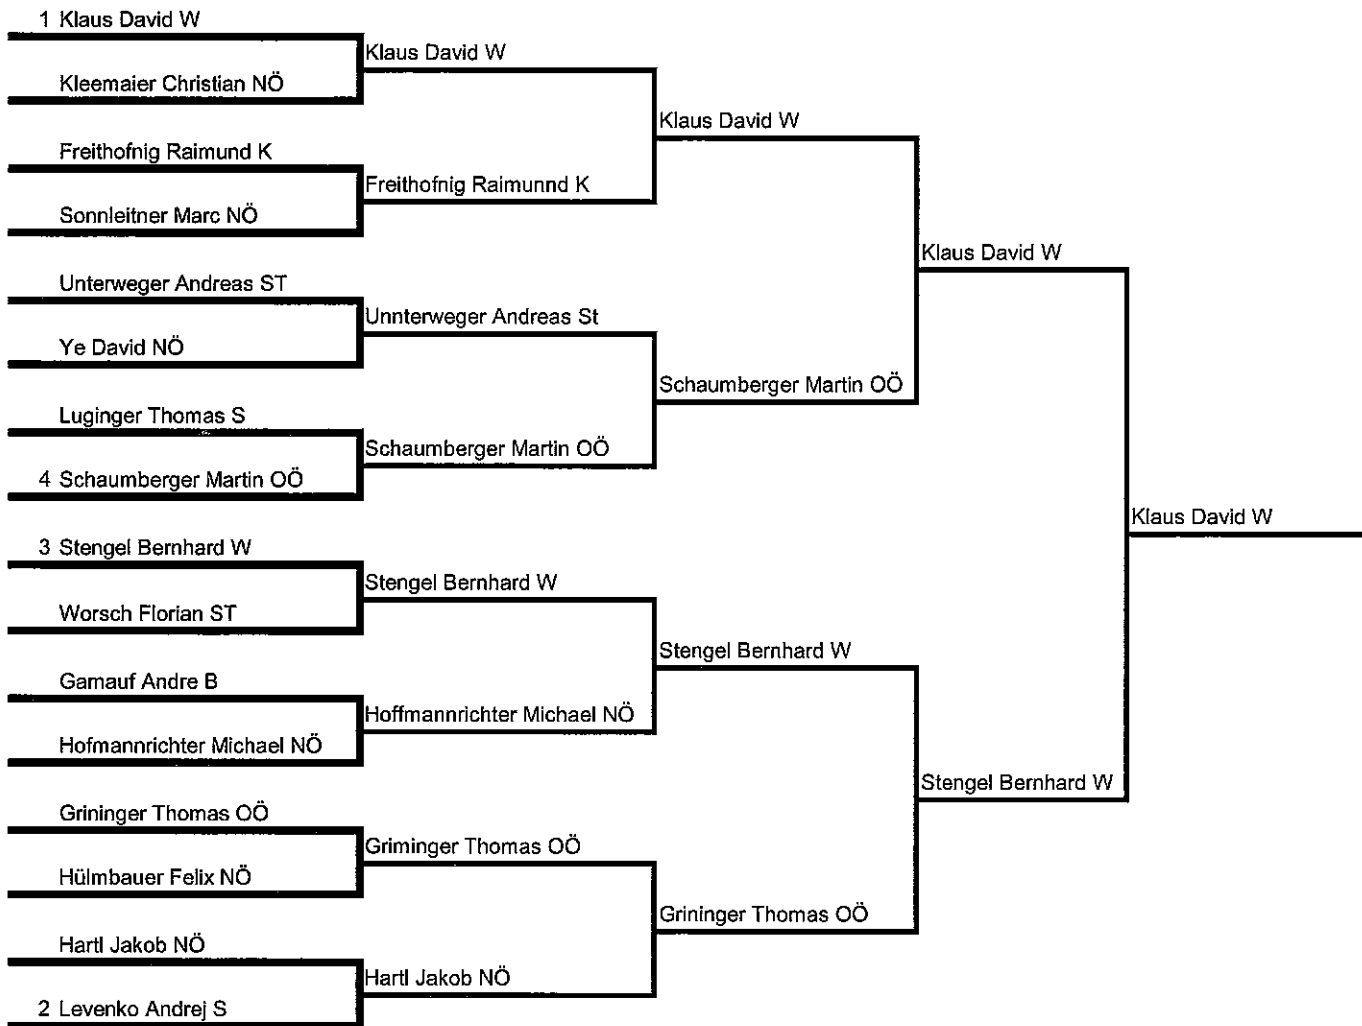 1 Klaus David W
Kleemaier Christian NÖ
Freithofnig Raimund K
Sonnleitner Marc NÖ
Unterweger Andreas ST
Ye David NÖ
Luginger Thomas S
4 Schaumberger Martin OÖ
3 Stengel Bernhard W
Worsch Florian ST
Gamauf Andre B
Hofmannrichter Michael NÖ
Grininger Thomas OÖ
Hülmbauer Felix NÖ
Hartl Jakob NÖ
2 Levenko Andrej S
Klaus David W
Freithofnig Raimunnd K
Unnterweger Andreas St
Schaumberger Martin OÖ
Stengel Bernhard W
Hoffmannrichter Michael NÖ
Griminger Thomas OÖ
Hartl Jakob NÖ
Klaus David W
Schaumberger Martin OÖ
Stengel Bernhard W
Grininger Thomas OÖ
Klaus David W
Stengel Bernhard W
Klaus David W